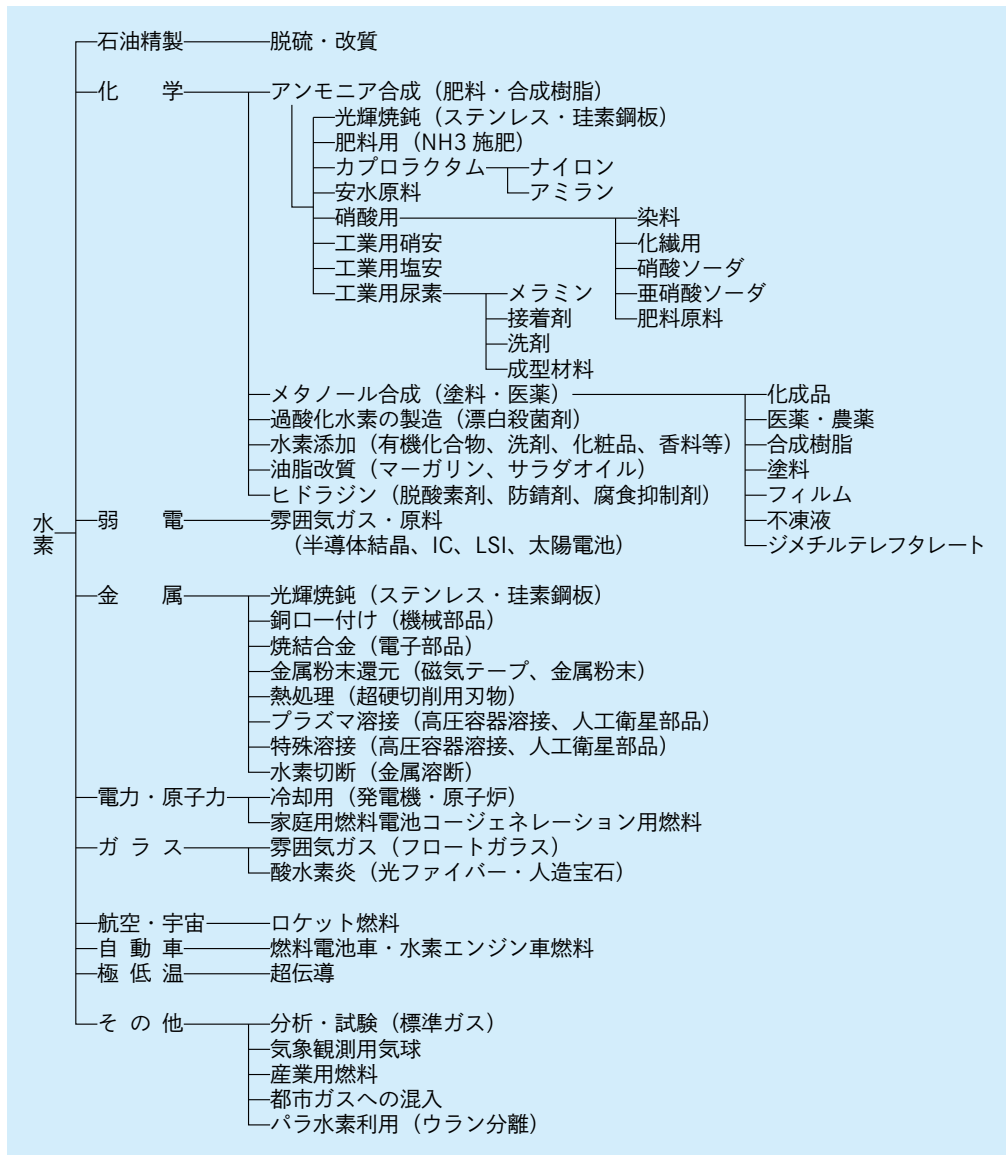 石油精製 脱硫・改質
化学 アンモニア合成（肥料・合成樹脂）
光輝焼鈍（ステンレス・珪素鋼板）
肥料用（NH3 施肥）
カプロラクタム ナイロン
安水原料 アミラン
硝酸用 染料
工業用硝安 化繊用
工業用塩安 硝酸ソーダ
工業用尿素 メラミン 亜硝酸ソーダ
接着剤 肥料原料
洗剤
成型材料
メタノール合成（塗料・医薬） 化成品
過酸化水素の製造（漂白殺菌剤） 医薬・農薬
水素添加（有機化合物、洗剤、化粧品、香料等） 合成樹脂
油脂改質（マーガリン、サラダオイル） 塗料
ヒドラジン（脱酸素剤、防錆剤、腐食抑制剤） フィルム
水素 弱電 雰囲気ガス・原料 不凍液
（半導体結晶、IC、LSI、太陽電池） ジメチルテレフタレート
金属 光輝焼鈍（ステンレス・珪素鋼板）
銅ロー付け（機械部品）
焼結合金（電子部品）
金属粉末還元（磁気テープ、金属粉末）
熱処理（超硬切削用刃物）
プラズマ溶接（高圧容器溶接、人工衛星部品）
特殊溶接（高圧容器溶接、人工衛星部品）
水素切断（金属溶断）
電力・原子力 冷却用（発電機・原子炉）
家庭用燃料電池コージェネレーション用燃料
ガラス 雰囲気ガス（フロートガラス）
酸水素炎（光ファイバー・人造宝石）
航空・宇宙 ロケット燃料
自動車 燃料電池車・水素エンジン車燃料
極低温 超伝導
その他 分析・試験（標準ガス）
気象観測用気球
産業用燃料
都市ガスへの混入
パラ水素利用（ウラン分離）